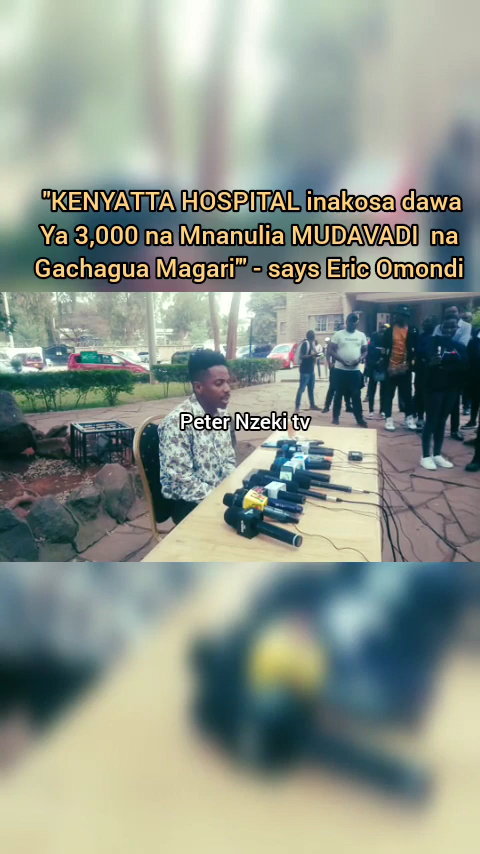 "KENYATTA HOSPITAL inakosa dawa
Ya 3,000 na Mnanulia MUDAVADI na
Gachagua Magari'" - says Eric Omondi
Peter Nzeki tv